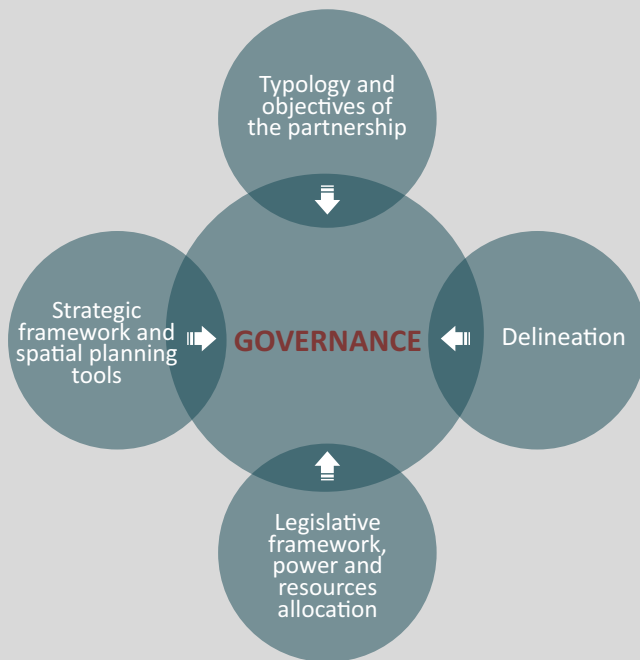 Typology and
objectives of
the partnership
Strategic
framework and
spatial planning
tools
GOVERNANCE
Delineation
Legislative
framework,
power and
resources
allocation